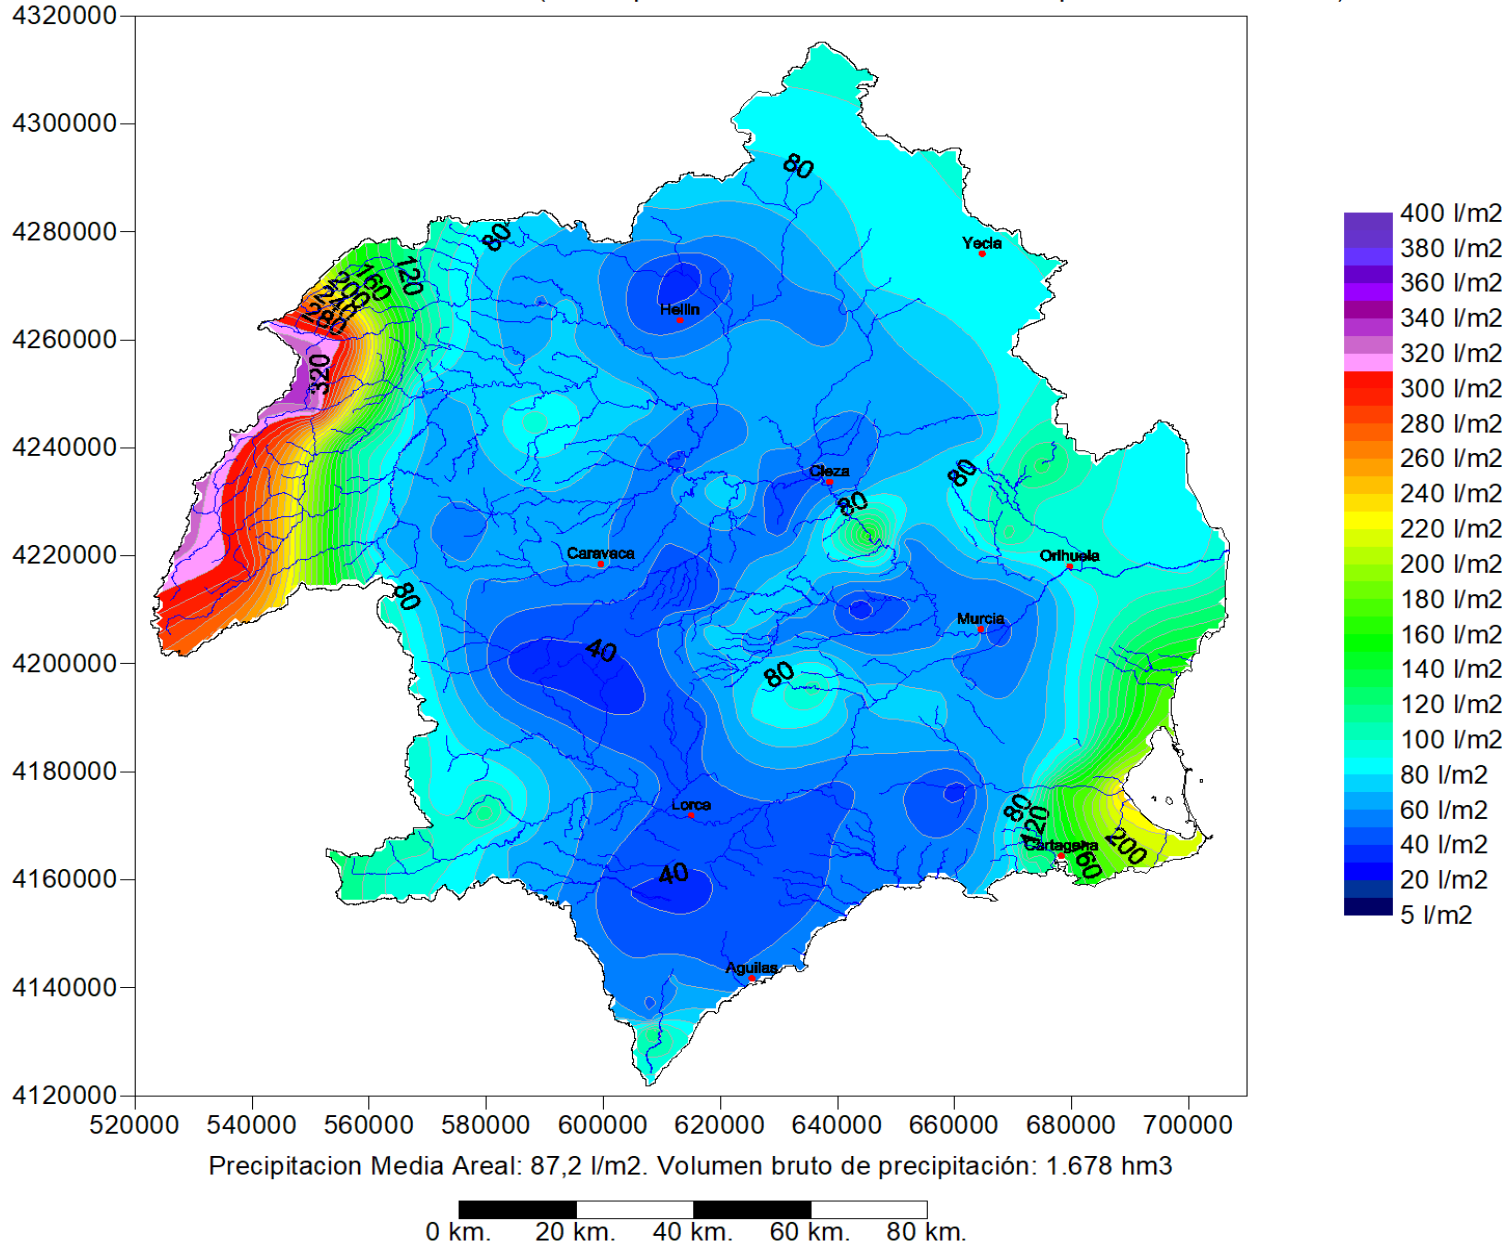 4320000
4300000
80
4280000
80
Yecla
120
160
200
240
280
Hellin
4260000
320
4240000
Cieza
80
80
4220000
Caravaca
Orihuela
80
Murcia
40
4200000
80
4180000
Lorca
80
120
Cartagena
200
160
40
4160000
Aguilas
4140000
4120000
520000 540000 560000 580000 600000 620000 640000 660000 680000 700000
400 l/m2
380 l/m2
360 l/m2
340 l/m2
320 l/m2
300 l/m2
280 l/m2
260 l/m2
240 l/m2
220 l/m2
200 l/m2
180 l/m2
160 l/m2
140 l/m2
120 l/m2
100 l/m2
80 l/m2
60 l/m2
40 l/m2
20 l/m2
5 l/m2
Precipitacion Media Areal: 87,2 l/m2. Volumen bruto de precipitación: 1.678 hm3
0 km. 20 km. 40 km. 60 km. 80 km.